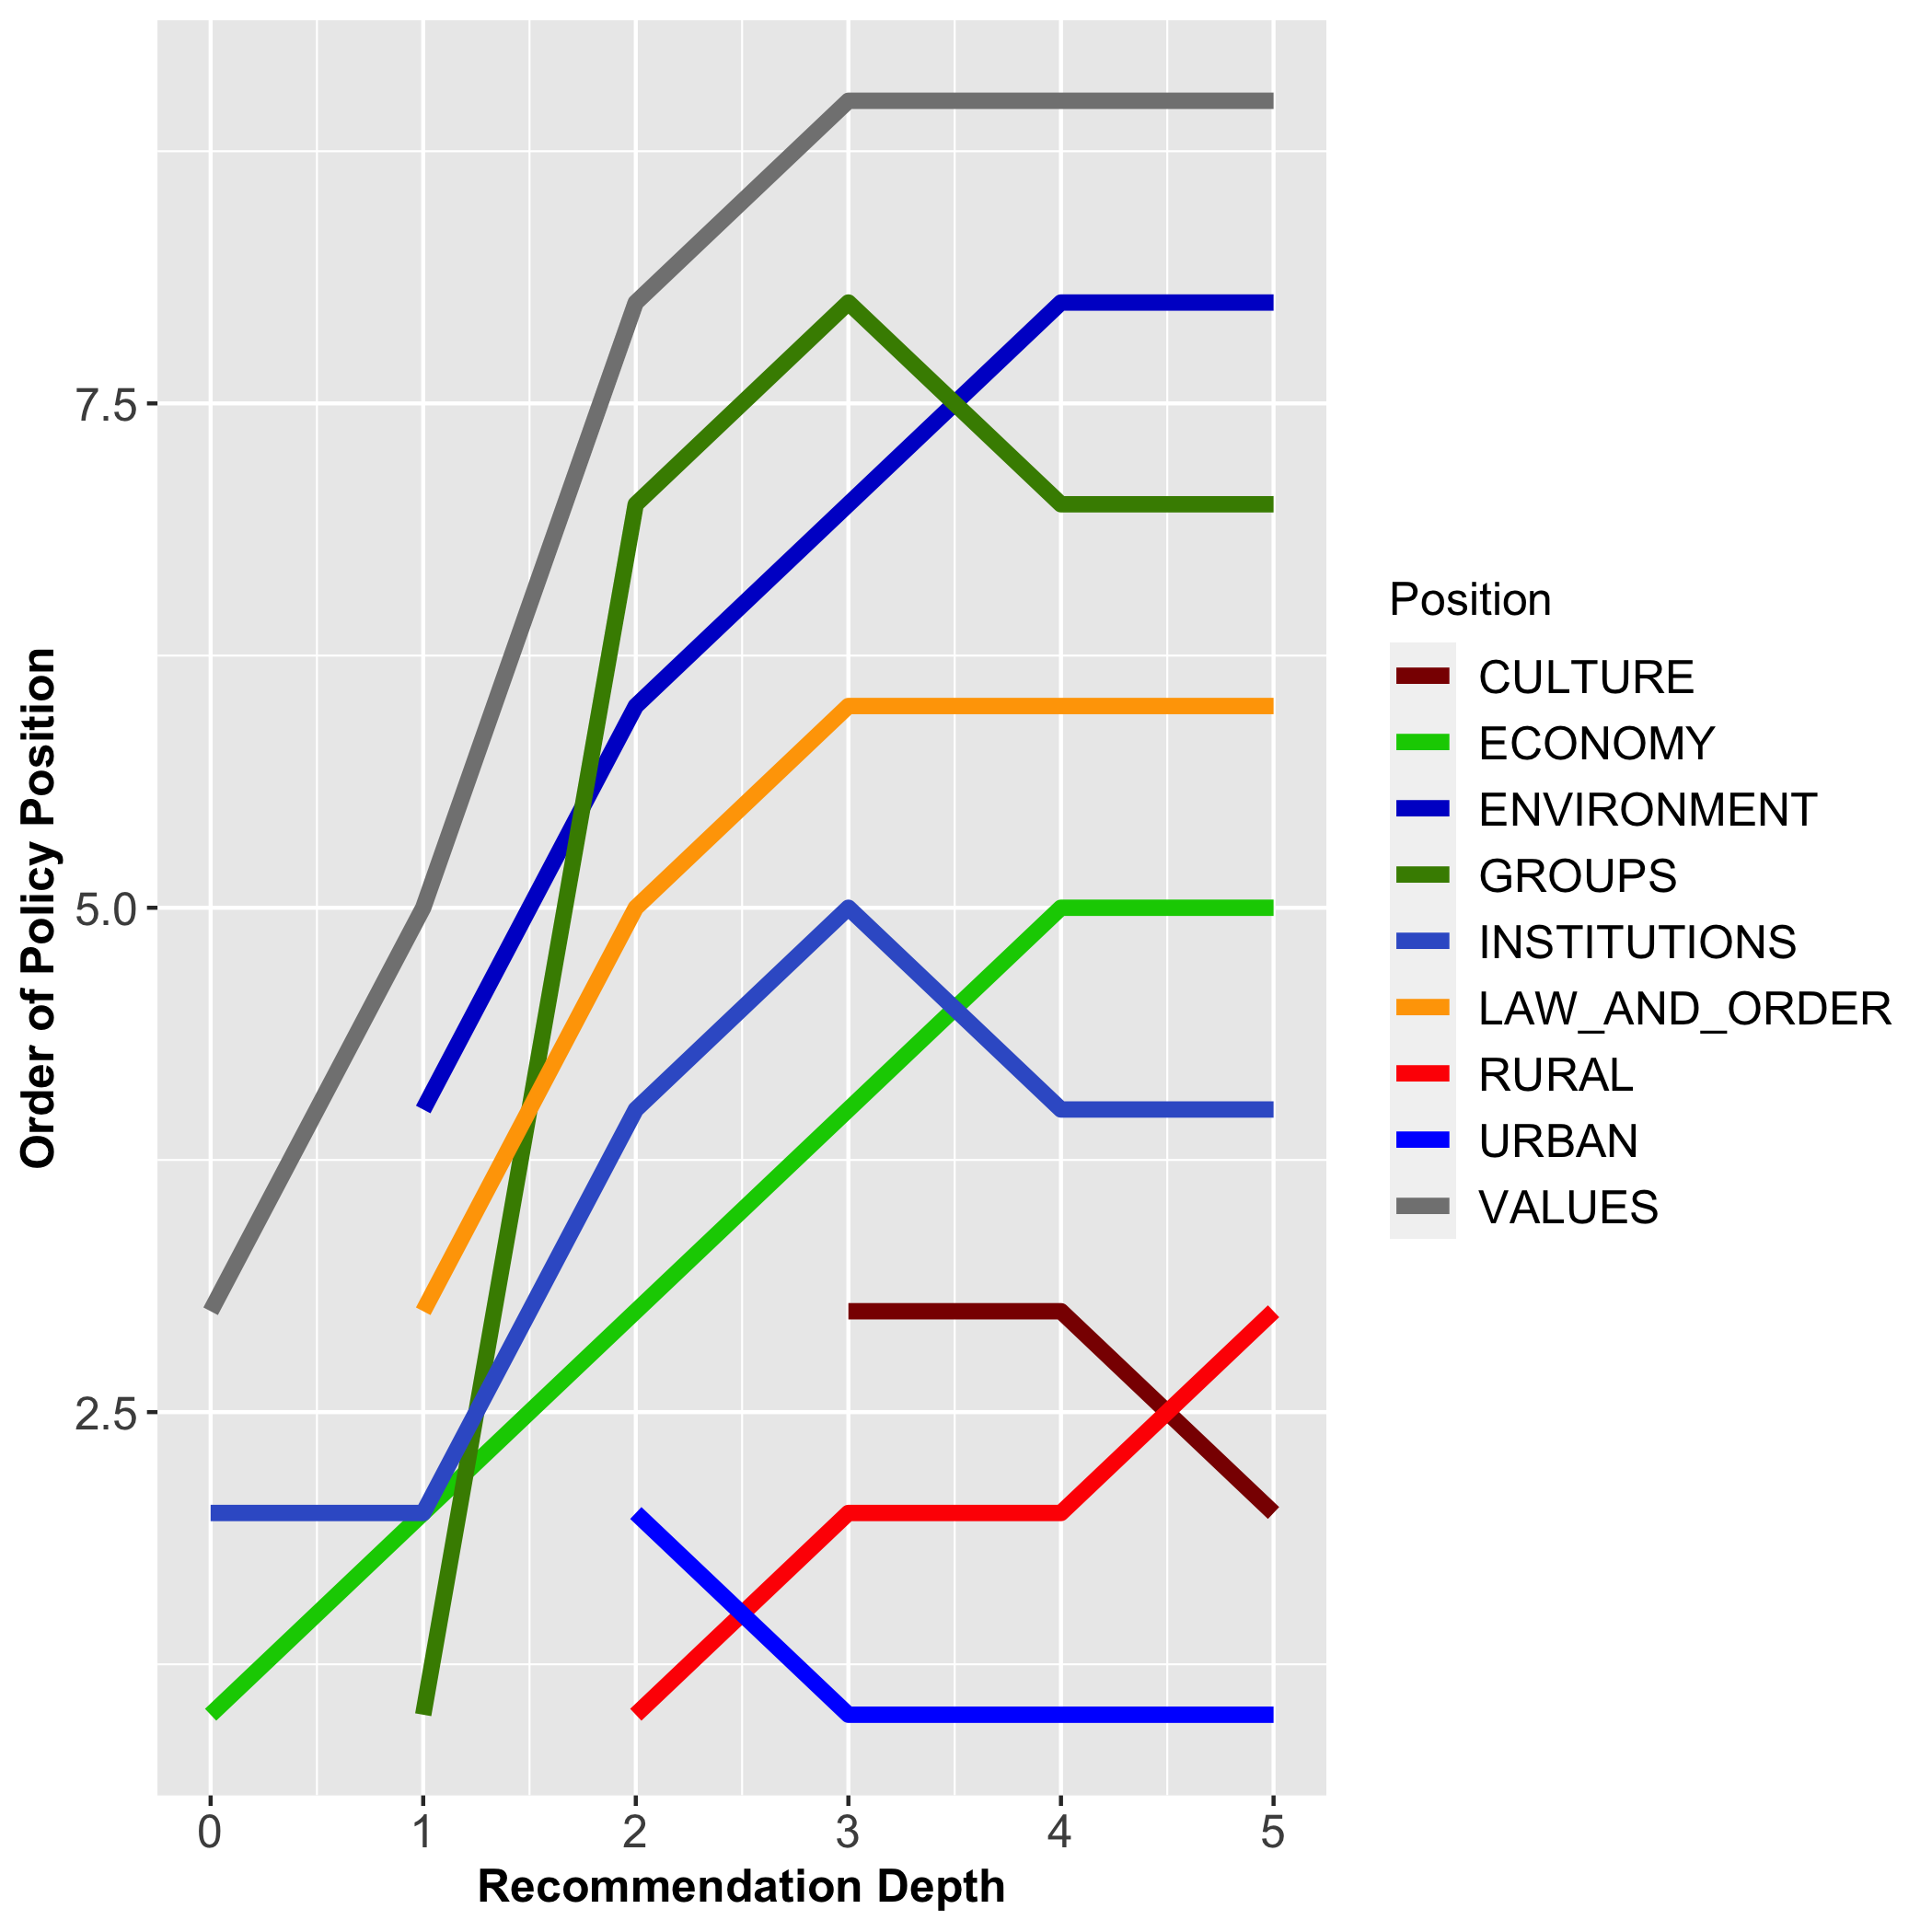 Order of Policy Position
7.5
5.0
2.5
0 1 2 3 4 5
Recommendation Depth
Position
CULTURE
ECONOMY
ENVIRONMENT
GROUPS
INSTITUTIONS
LAW_AND_ORDER
RURAL
URBAN
VALUES